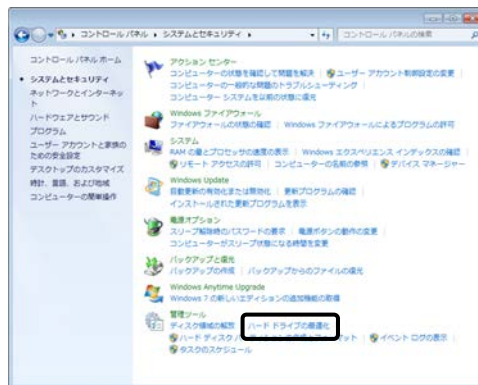 コントロール パネル ▸ システムとセキュリティ ▸
コントロール パネルの検索
コントロール パネル ホーム
システムとセキュリティ
ネットワークとインターネッ
ト
ハードウェアとサウンド
プログラム
ユーザー アカウントと家族の
ための安全設定
デスクトップのカスタマイズ
時計、言語、および地域
コンピューターの簡単操作
アクション センター
コンピューターの状態を確認して問題を解決 ユーザー アカウント制御設定の変更
コンピューターの一般的な問題のトラブルシューティング
コンピューター システムを以前の状態に復元
Windows ファイアウォール
ファイアウォールの状態の確認 Windows ファイアウォールによるプログラムの許可
システム
RAM の量とプロセッサの速度の表示 Windows エクスペリエンス インデックスの確認
リモート アクセスの許可 コンピューターの名前の参照 デバイス マネージャー
Windows Update
自動更新の有効化または無効化 更新プログラムの確認
インストールされた更新プログラムを表示
電源オプション
スリープ解除時のパスワードの要求 電源ボタンの動作の変更
コンピューターがスリープ状態になる時間を変更
バックアップと復元
バックアップの作成 バックアップからのファイルの復元
Windows Anytime Upgrade
Windows 7 の新しいエディションの追加機能の取得
管理ツール
ディスク領域の解放 ハード ドライブの最適化
ハード ディスク イベント ログの表示
タスクのスケジュール